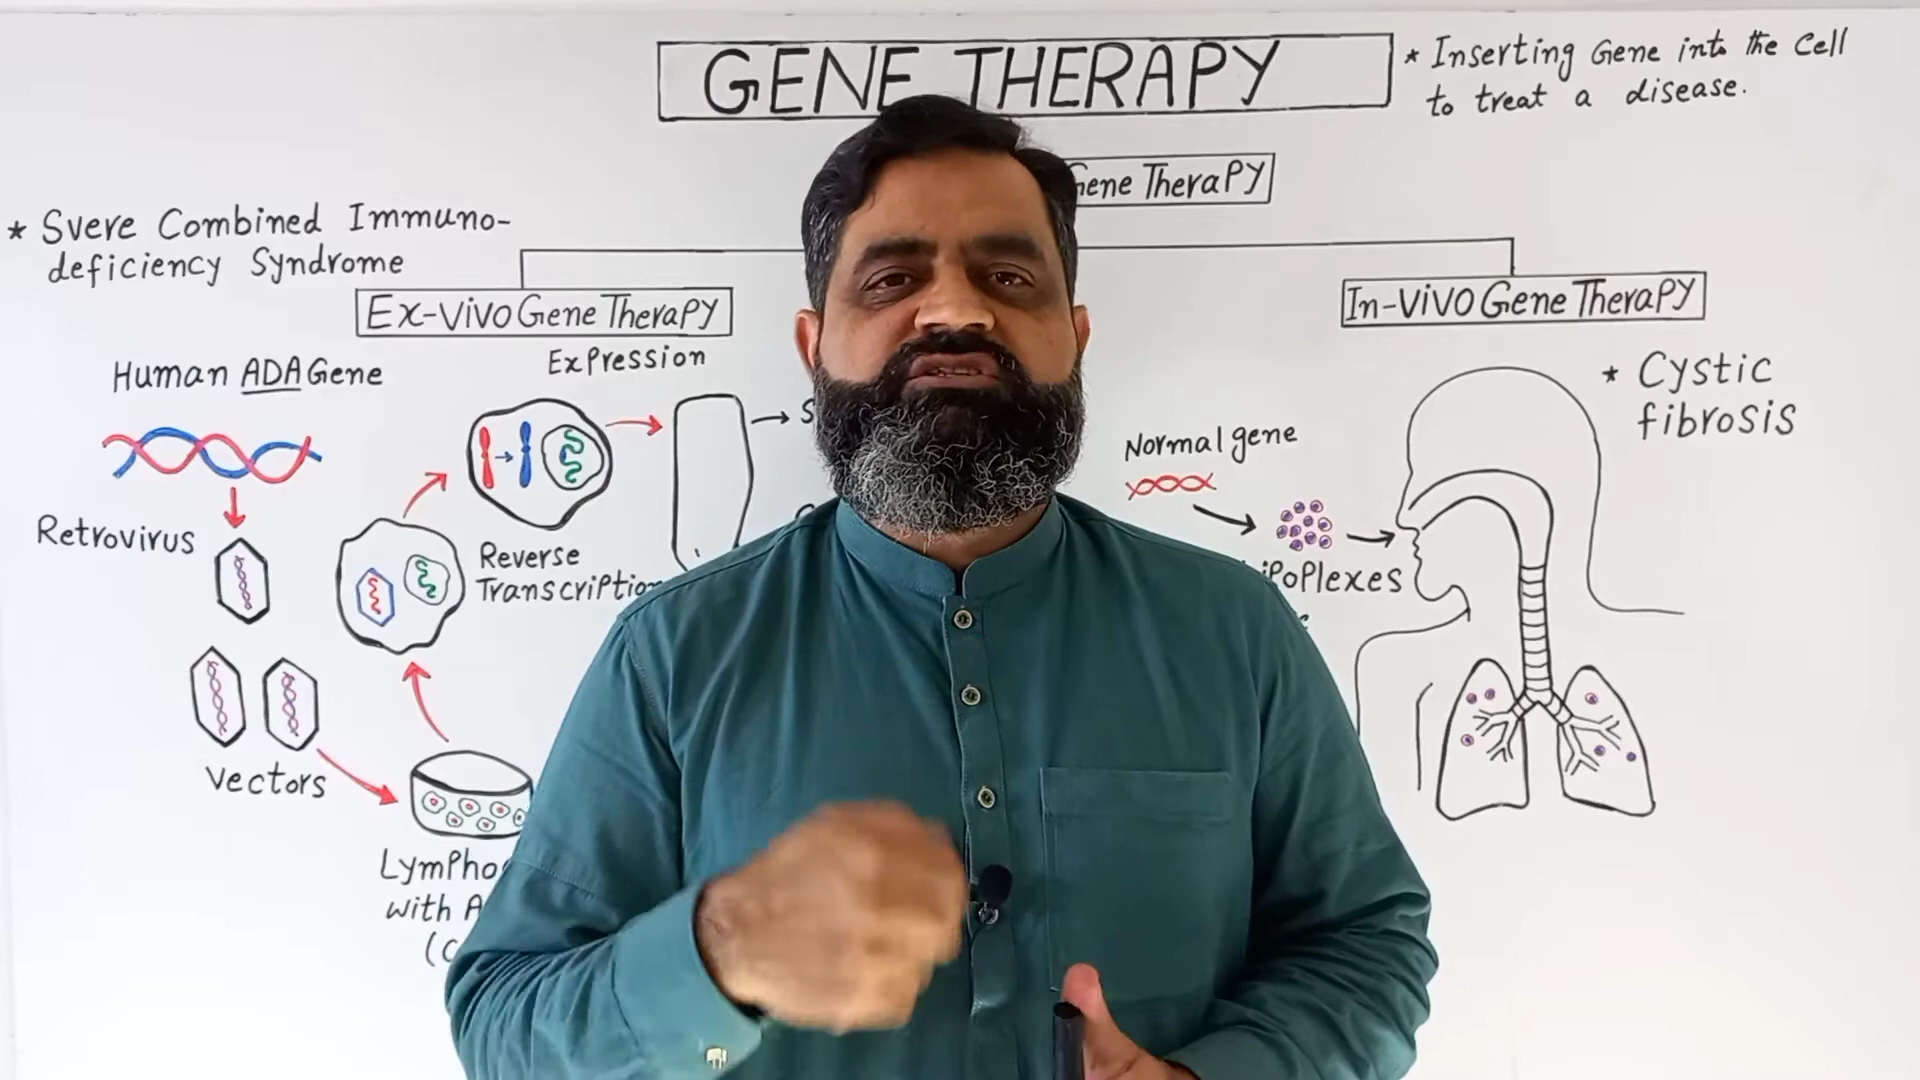 GENE THERAPY
* Inserting Gene into the Cell
to treat a disease.
Gene TheraPY
* Svere Combined Immuno-
deficiency Syndrome
Ex-ViVo Gene TheraPY
In-ViVO Gene TheraPY
ExPression
Human ADA Gene
* Cystic
fibrosis
Normal gene
Retrovirus
Reverse
Transcription
Vectors
with